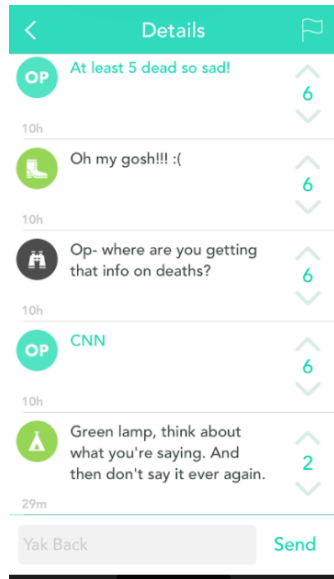 Details
OP
At least 5 dead so sad!
6
10h
Oh my gosh!!! :(
6
10h
Op- where are you getting
that info on deaths?
6
10h
OP
CNN
6
10h
Green lamp, think about
what you're saying. And
then don't say it ever again.
2
29m
Yak Back
Send